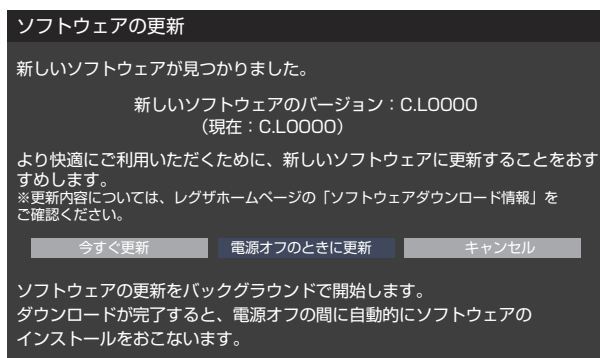 ソフトウェアの更新
新しいソフトウェアが見つかりました。
新しいソフトウェアのバージョン：C.LOOOO
（現在：C.LOOOO）
より快適にご利用いただくために、新しいソフトウェアに更新することをおす
すめします。
※更新内容については、レグザホームページの「ソフトウェアダウンロード情報」を
ご確認ください。
今すぐ更新 電源オフのときに更新 キャンセル
ソフトウェアの更新をバックグラウンドで開始します。
ダウンロードが完了すると、電源オフの間に自動的にソフトウェアの
インストールをおこないます。